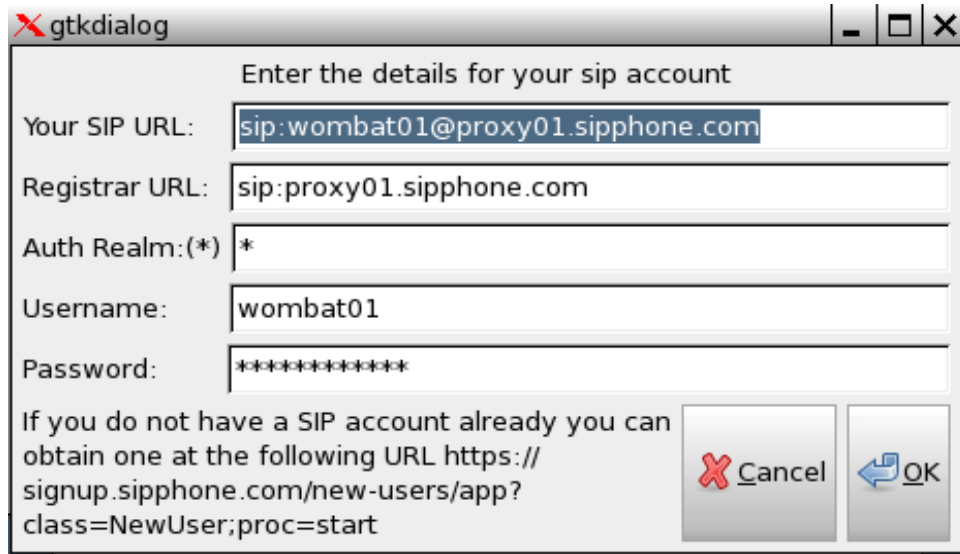 gtkdialog
Enter the details for your sip account
Your SIP URL: sip:wombat01@proxy01.sipphone.com
Registrar URL: sip:proxy01.sipphone.com
Auth Realm:(*) *
Username: wombat01
Password: ************
If you do not have a SIP account already you can
obtain one at the following URL https://
signup.sipphone.com/new-users/app?
class=NewUser;proc=start
Cancel OK